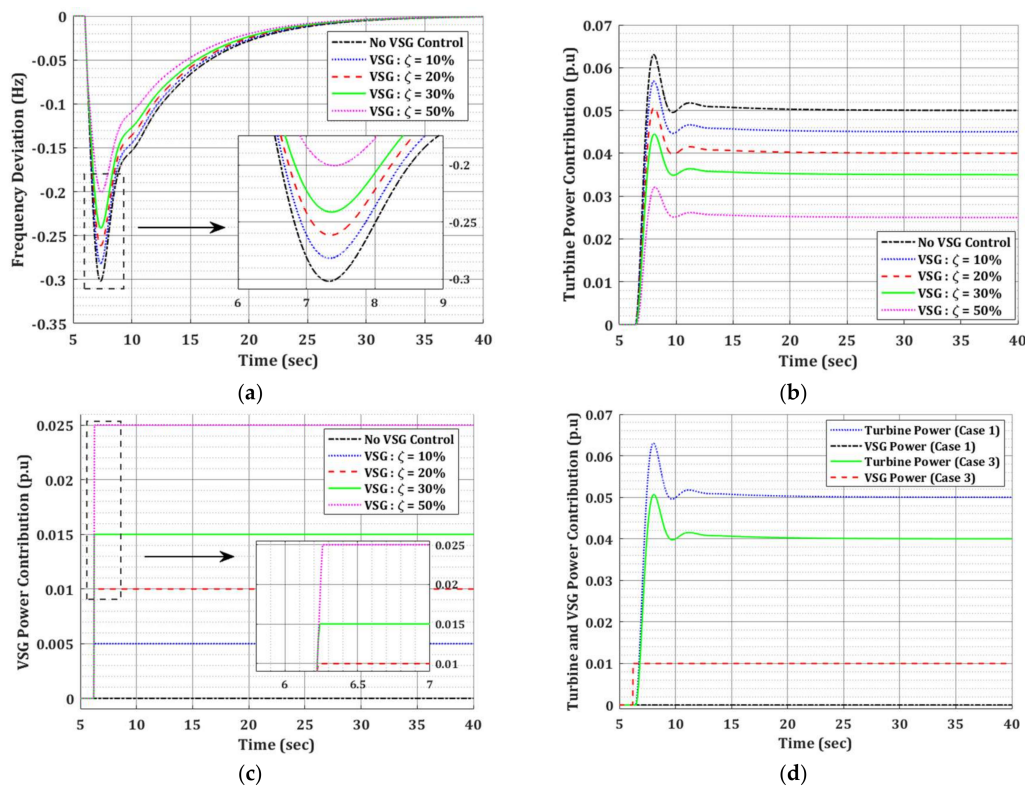 0
-0.05
-0.1
-0.15
-0.2
-0.25
-0.3
-0.35
Frequency Deviation (Hz)
No VSG Control
VSG : ζ = 10%
VSG : ζ = 20%
VSG : ζ = 30%
VSG : ζ = 50%
-0.2
-0.25
-0.3
6 7 8 9
5 10 15 20 25 30 35 40
Time (sec)
(a)
0.07
0.06
0.05
0.04
0.03
0.02
0.01
0
Turbine Power Contribution (p.u)
No VSG Control
VSG : ζ = 10%
VSG : ζ = 20%
VSG : ζ = 30%
VSG : ζ = 50%
5 10 15 20 25 30 35 40
Time (sec)
(b)
0.025
0.02
0.015
0.01
0.005
0
VSG Power Contribution (p.u)
No VSG Control
VSG : ζ = 10%
VSG : ζ = 20%
VSG : ζ = 30%
VSG : ζ = 50%
0.025
0.02
0.015
0.01
6 6.5 7
5 10 15 20 25 30 35 40
Time (sec)
(c)
0.07
0.06
0.05
0.04
0.03
0.02
0.01
0
Turbine and VSG Power Contribution (p.u)
Turbine Power (Case 1)
VSG Power (Case 1)
Turbine Power (Case 3)
VSG Power (Case 3)
5 10 15 20 25 30 35 40
Time (sec)
(d)